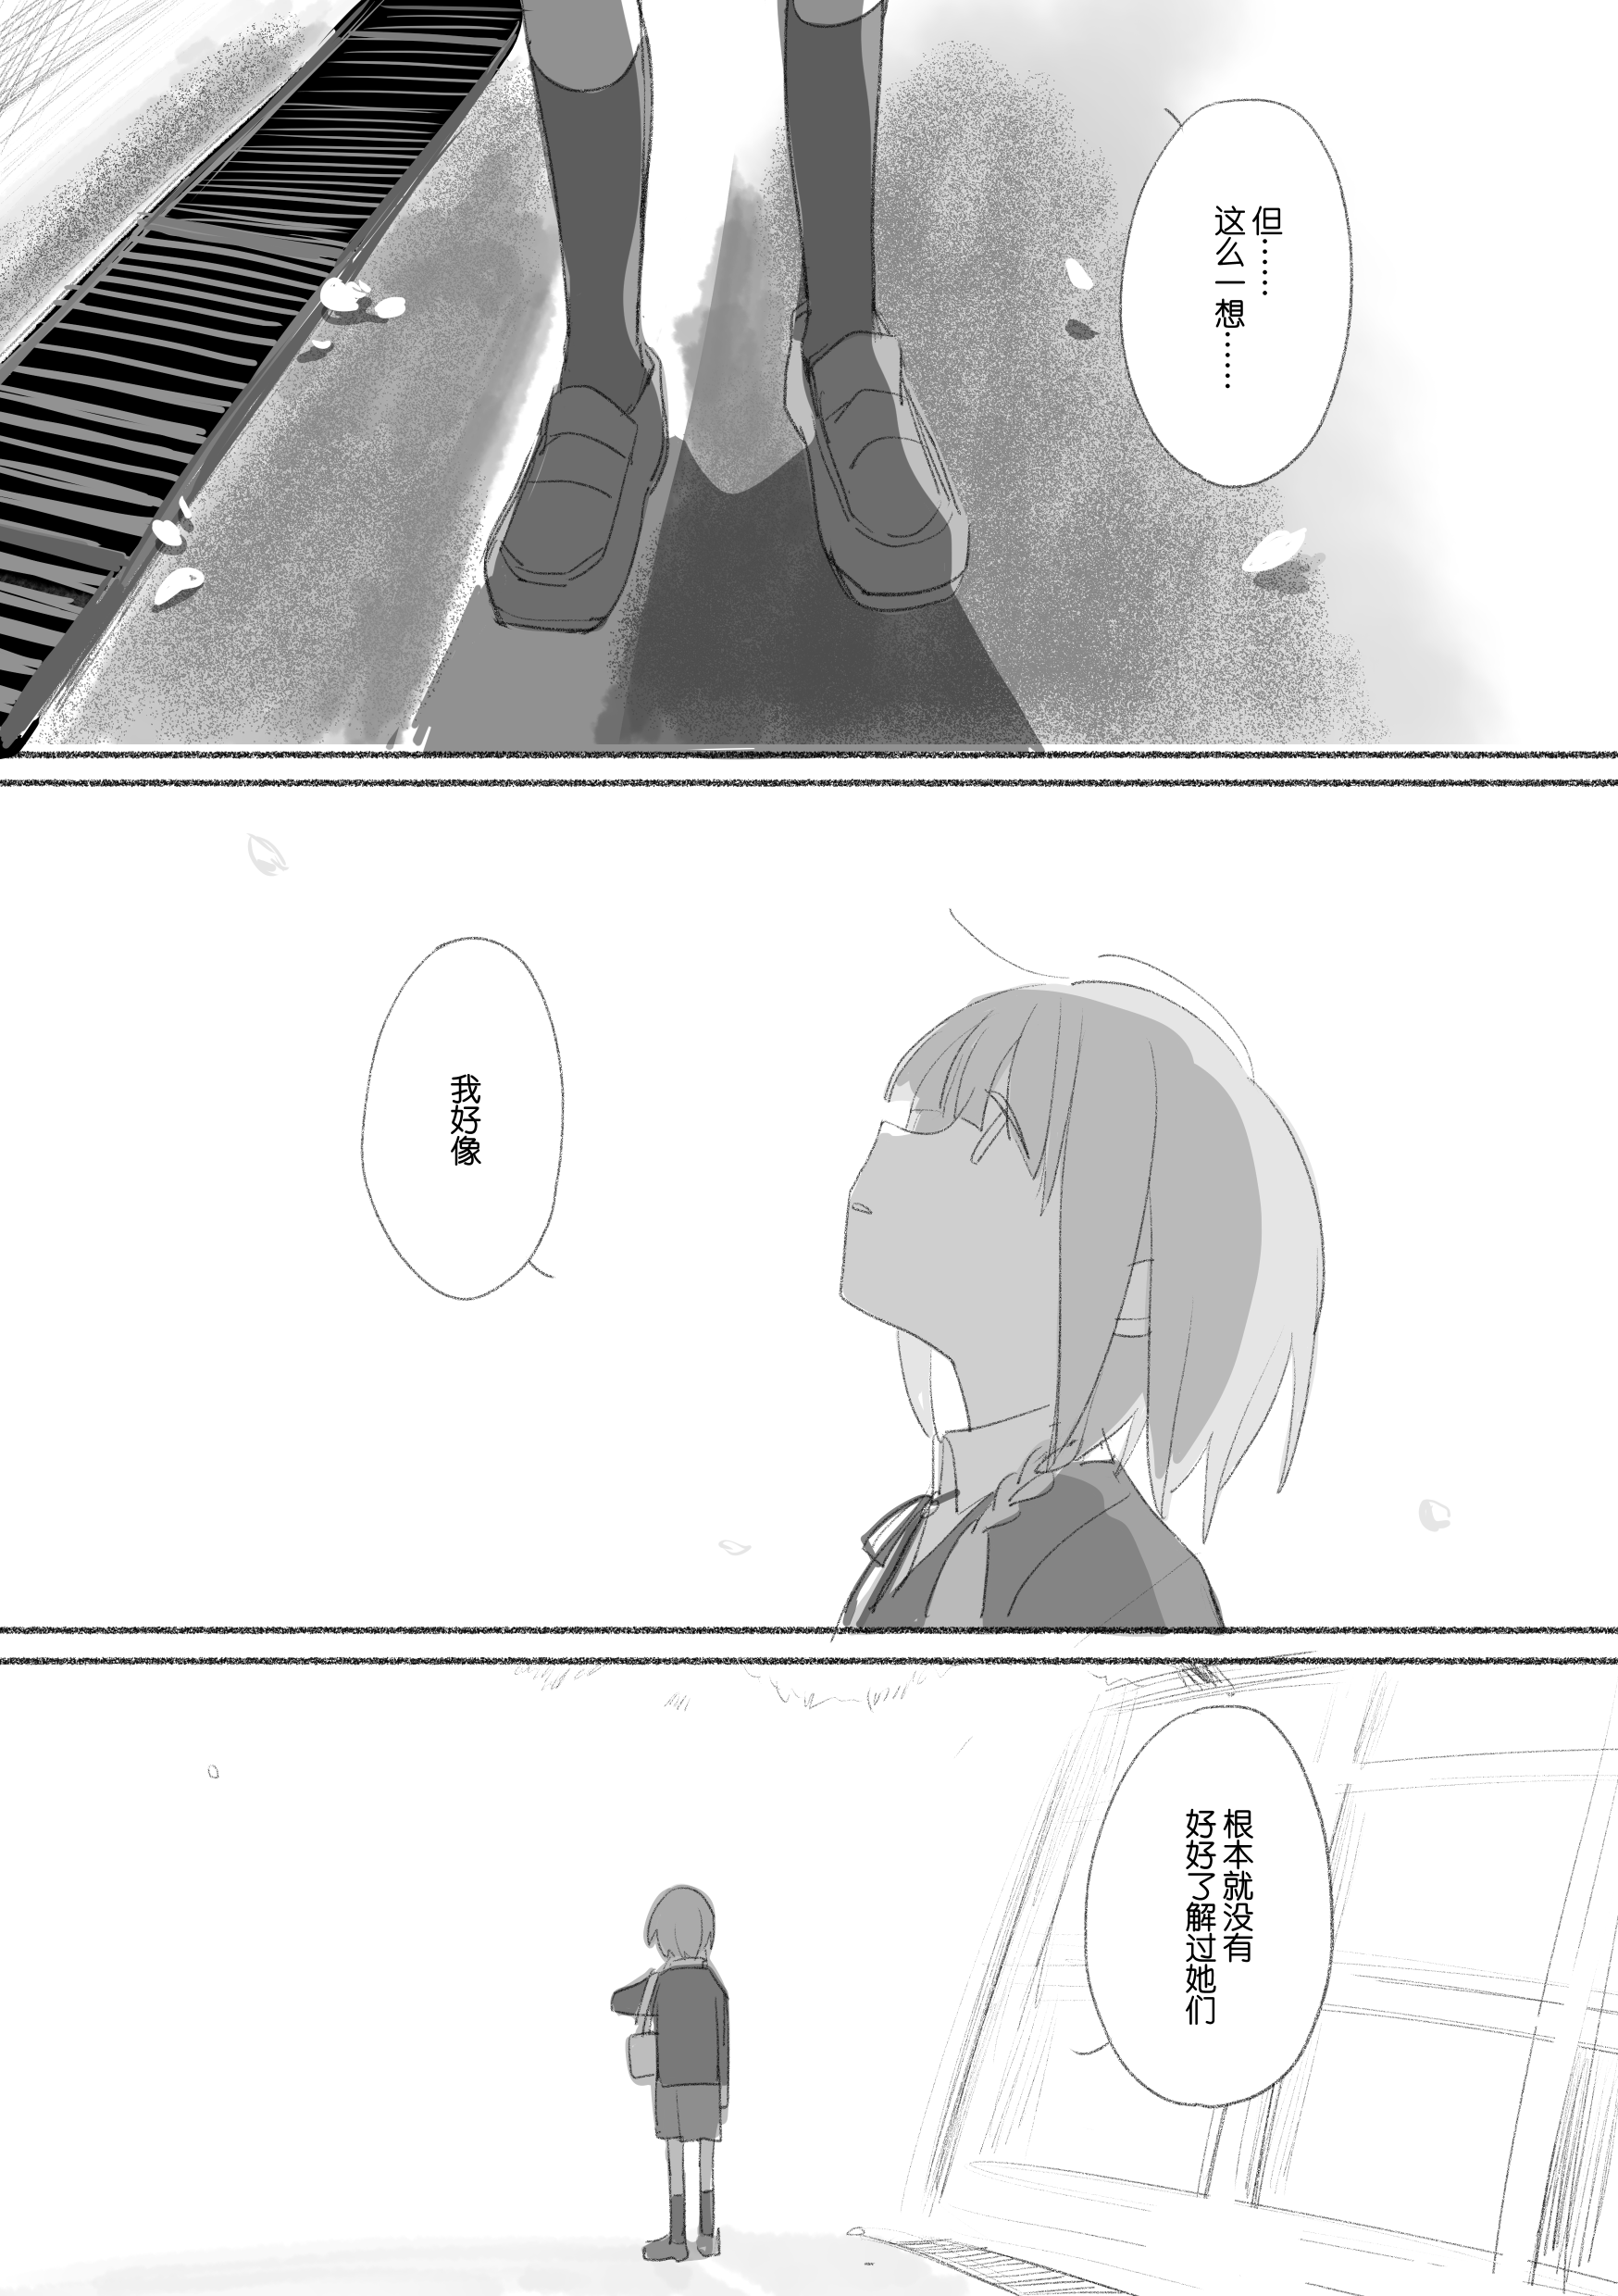 但……
这么一想……
我好像
根本就没有
好好了解过她们